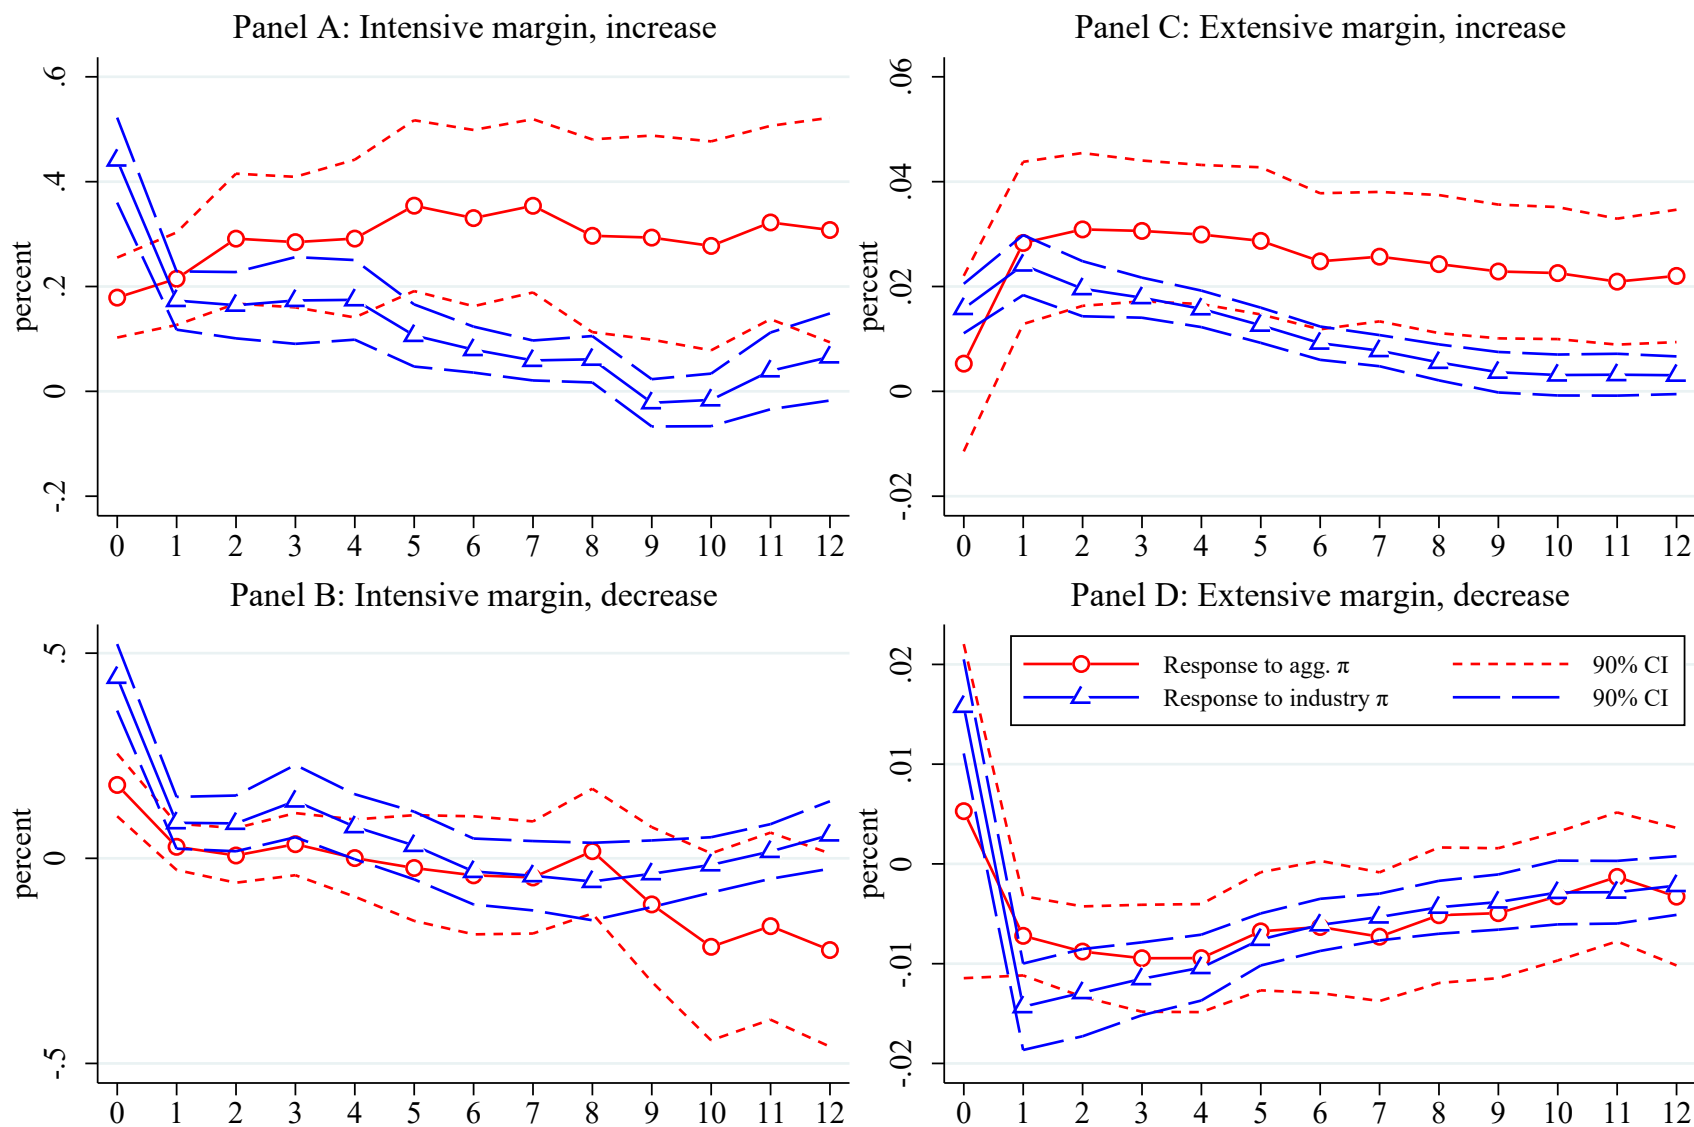 Panel A: Intensive margin, increase
percent
.6
.4
.2
0
-.2
0 1 2 3 4 5 6 7 8 9 10 11 12
Panel C: Extensive margin, increase
percent
.06
.04
.02
0
-.02
0 1 2 3 4 5 6 7 8 9 10 11 12
Panel B: Intensive margin, decrease
percent
.5
0
-.5
0 1 2 3 4 5 6 7 8 9 10 11 12
Panel D: Extensive margin, decrease
percent
.02
.01
0
-.01
-.02
Response to agg. π 90% CI
Response to industry π 90% CI
0 1 2 3 4 5 6 7 8 9 10 11 12